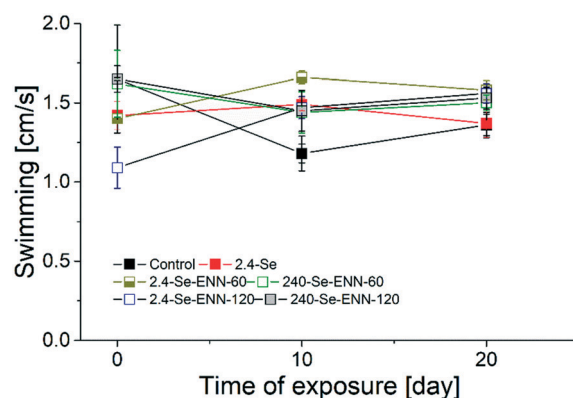 2.0
1.5
1.0
0.5
0.0
Swimming [cm/s]
Control 2.4-Se
2.4-Se-ENN-60 240-Se-ENN-60
2.4-Se-ENN-120 240-Se-ENN-120
0 10 20
Time of exposure [day]